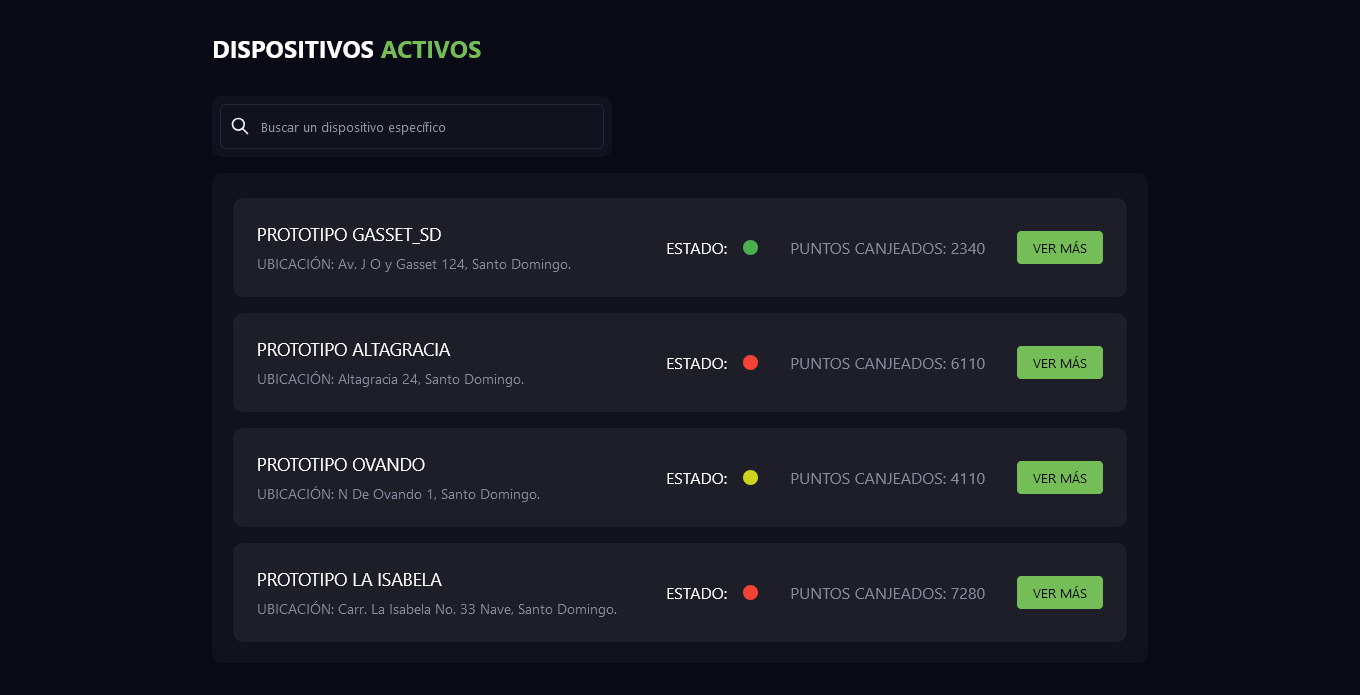 DISPOSITIVOS ACTIVOS
Buscar un dispositivo específico
PROTOTIPO GASSET_SD
UBICACIÓN: Av. J O y Gasset 124, Santo Domingo.
ESTADO:
PUNTOS CANJEADOS: 2340
VER MÁS
PROTOTIPO ALTAGRACIA
UBICACIÓN: Altagracia 24, Santo Domingo.
ESTADO:
PUNTOS CANJEADOS: 6110
VER MÁS
PROTOTIPO OVANDO
UBICACIÓN: N De Ovando 1, Santo Domingo.
ESTADO:
PUNTOS CANJEADOS: 4110
VER MÁS
PROTOTIPO LA ISABELA
UBICACIÓN: Carr. La Isabela No. 33 Nave, Santo Domingo.
ESTADO:
PUNTOS CANJEADOS: 7280
VER MÁS